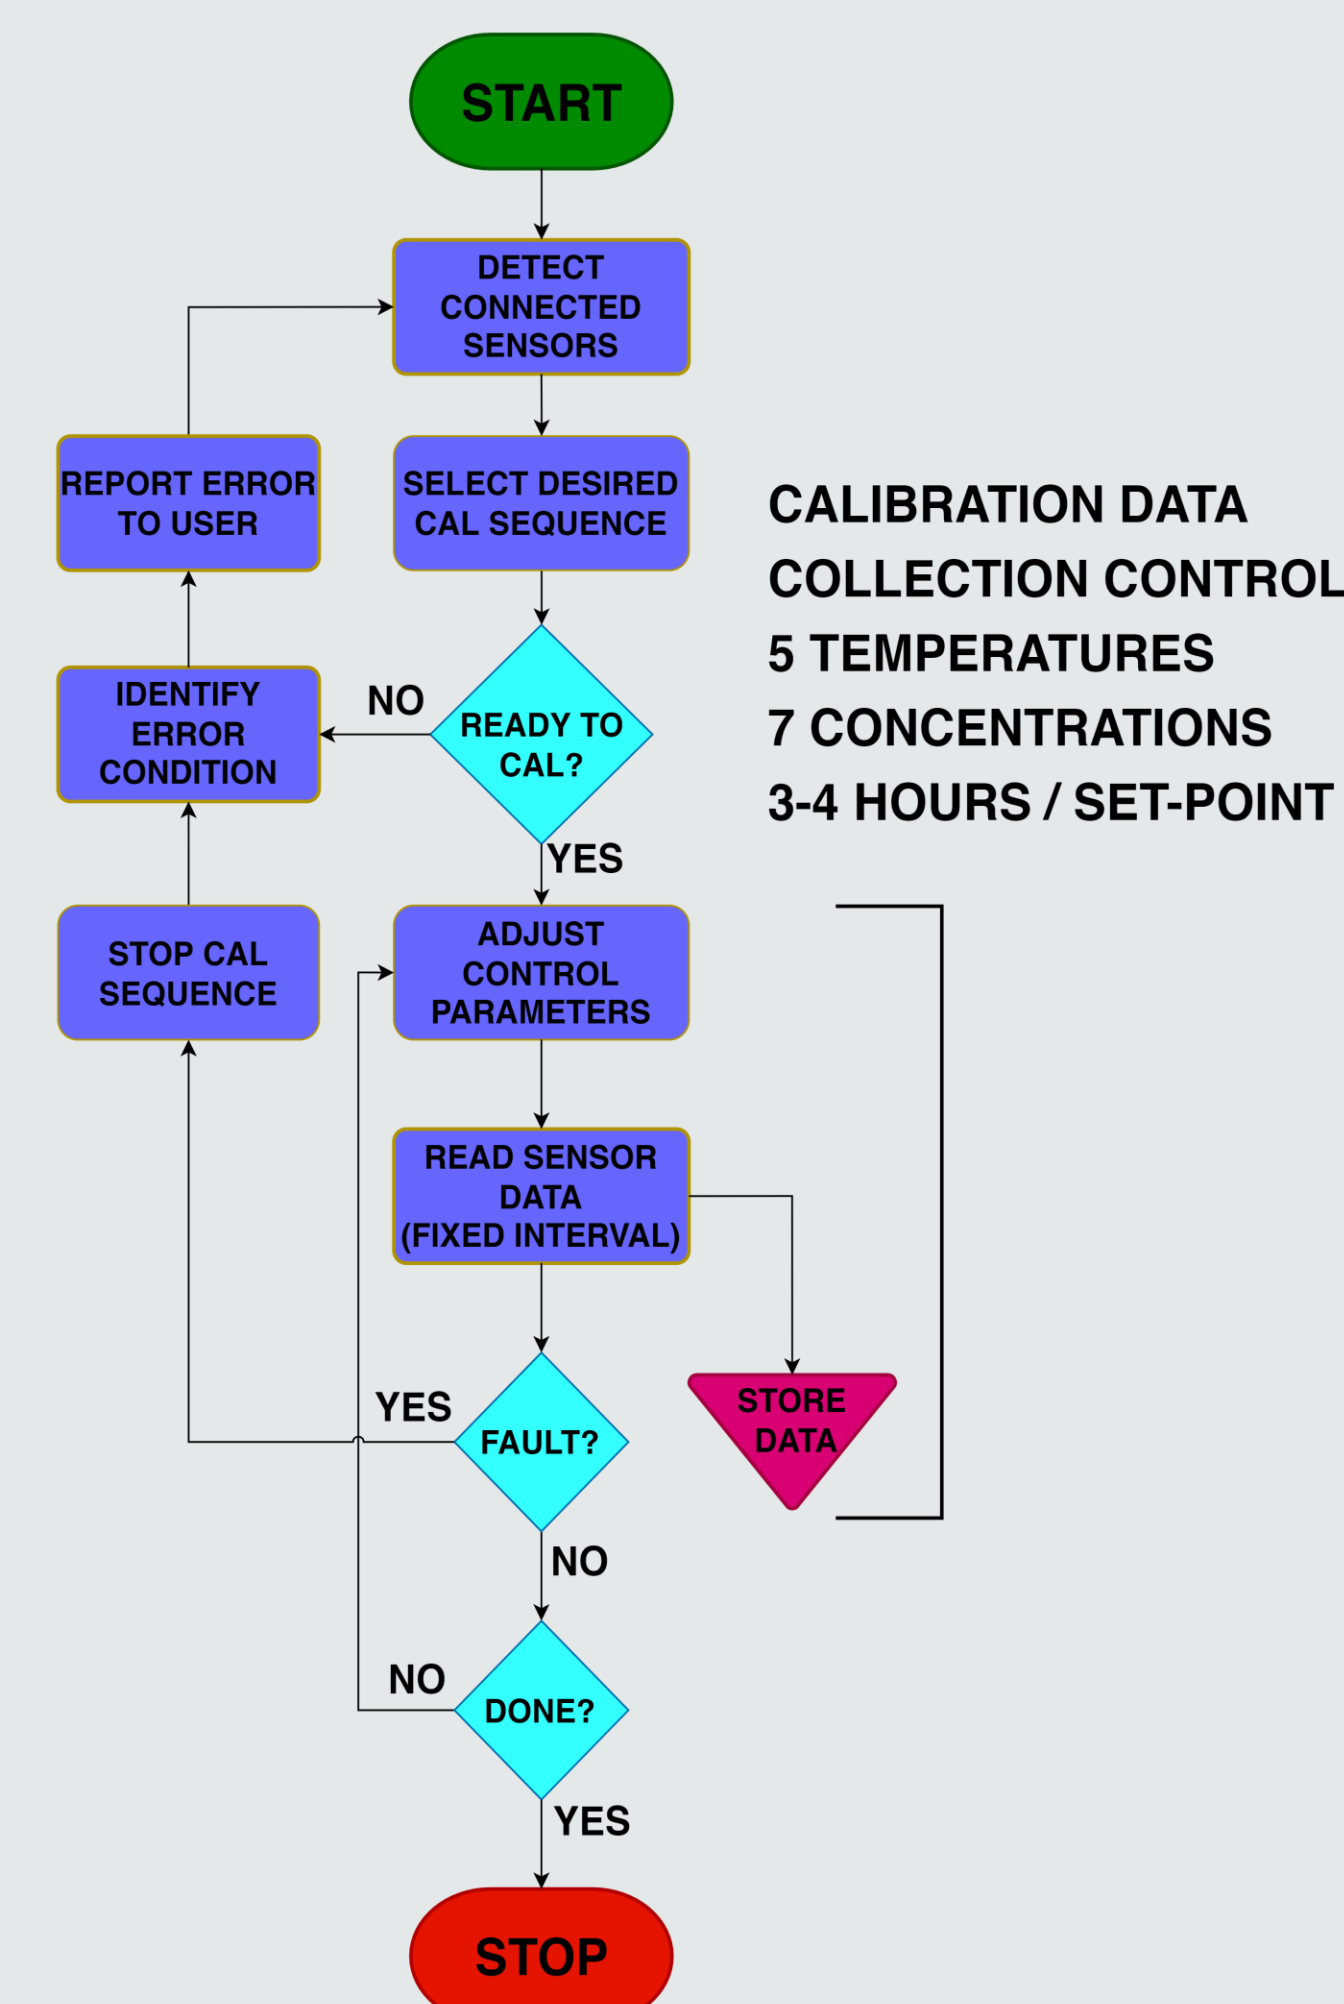 START
DETECT
CONNECTED
SENSORS
REPORT ERROR
TO USER
SELECT DESIRED
CAL SEQUENCE
CALIBRATION DATA
COLLECTION CONTROL
5 TEMPERATURES
7 CONCENTRATIONS
3-4 HOURS / SET-POINT
IDENTIFY
ERROR
CONDITION
NO
READY TO
CAL?
YES
STOP CAL
SEQUENCE
ADJUST
CONTROL
PARAMETERS
READ SENSOR
DATA
(FIXED INTERVAL)
YES
FAULT?
STORE
DATA
NO
NO
DONE?
YES
STOP